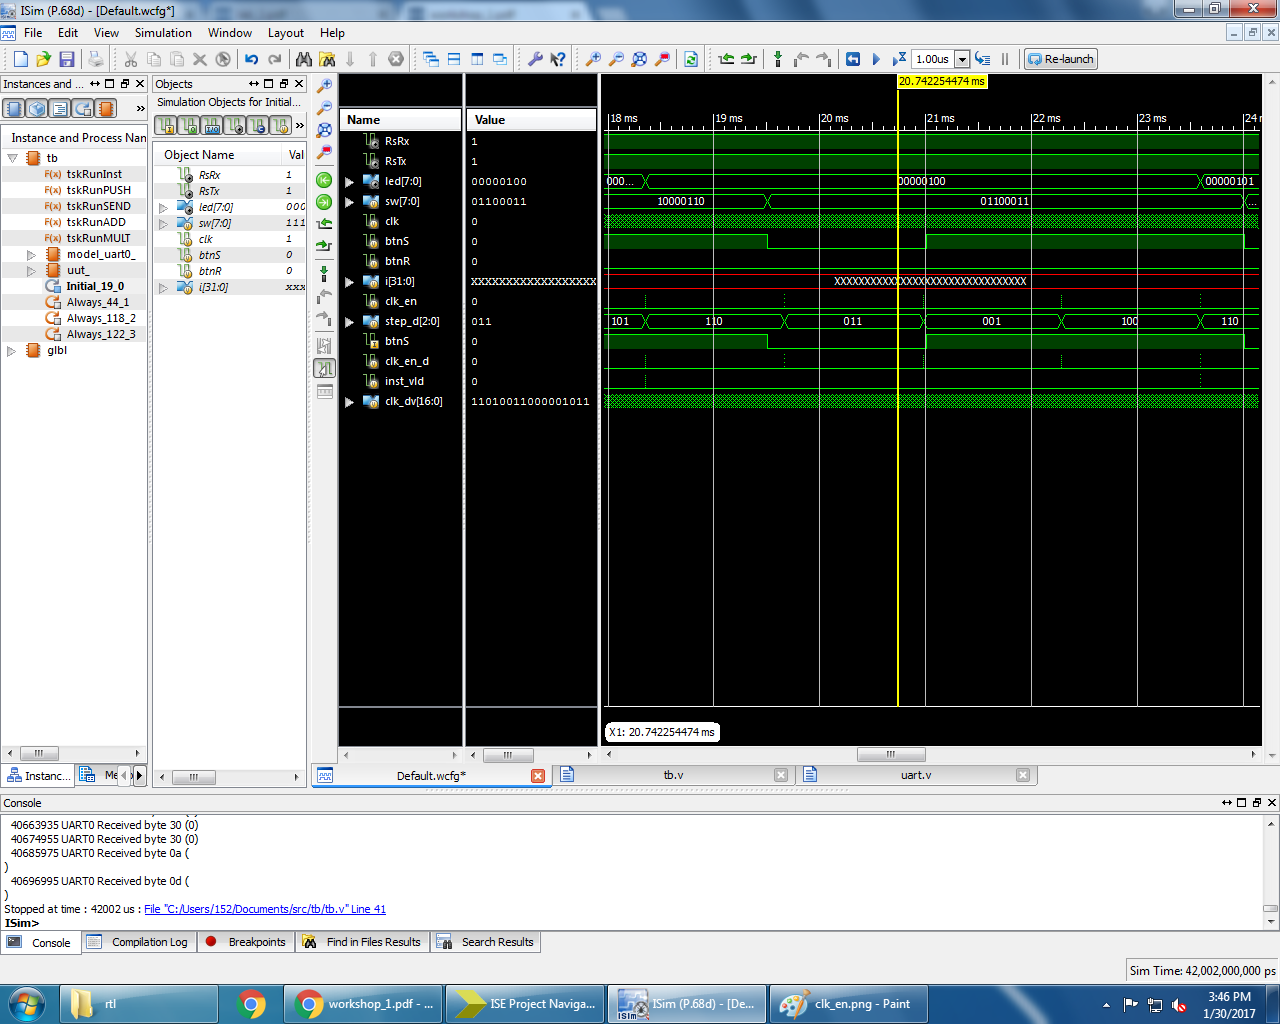 ISim (P.68d) - [Default.wcfg*]
File Edit View Simulation Window Layout Help
1.00us Re-launch
Instances and ...
Instance and Process Nan
tb
tskRunInst
tskRunPUSH
tskRunSEND
tskRunADD
tskRunMULT
model_uart0_
uut_
Initial_19_0
Always_44_1
Always_118_2
Always_122_3
glbl
Instanc...
Me
Objects
Simulation Objects for Initial...
Object Name Val
RsRx 1
RsTx 1
led[7:0] 000
sw[7:0] 111
clk 1
btnS 0
btnR 0
i[31:0] xxx
Name Value
RsRx 1
RsTx 1
led[7:0] 00000100
sw[7:0] 01100011
clk 0
btnS 0
btnR 0
i[31:0] XXXXXXXXXXXXXXXXXX
clk_en 0
step_d[2:0] 011
btnS 0
clk_en_d 0
inst_vld 0
clk_dv[16:0] 11010011000001011
20.742254474 ms
18 ms 19 ms 20 ms 21 ms 22 ms 23 ms 24 n
000... 00000100 00000101
10000110 01100011 ...
XXXXXXXXXXXXXXXXXXXXXXXXXXXXXXXX
101 110 011 001 100 110
X1: 20.742254474 ms
Default.wcfg* tb.v uart.v
Console
40663935 UART0 Received byte 30 (0)
40674955 UART0 Received byte 30 (0)
40685975 UART0 Received byte 0a (
)
40696995 UART0 Received byte 0d (
)
Stopped at time : 42002 us : File "C:/Users/152/Documents/src/tb/tb.v" Line 41
ISim>
Console Compilation Log Breakpoints Find in Files Results Search Results
Sim Time: 42,002,000,000 ps
rtl workshop_1.pdf - ... ISE Project Naviga... ISim (P.68d) - [De... clk_en.png - Paint
3:46 PM
1/30/2017